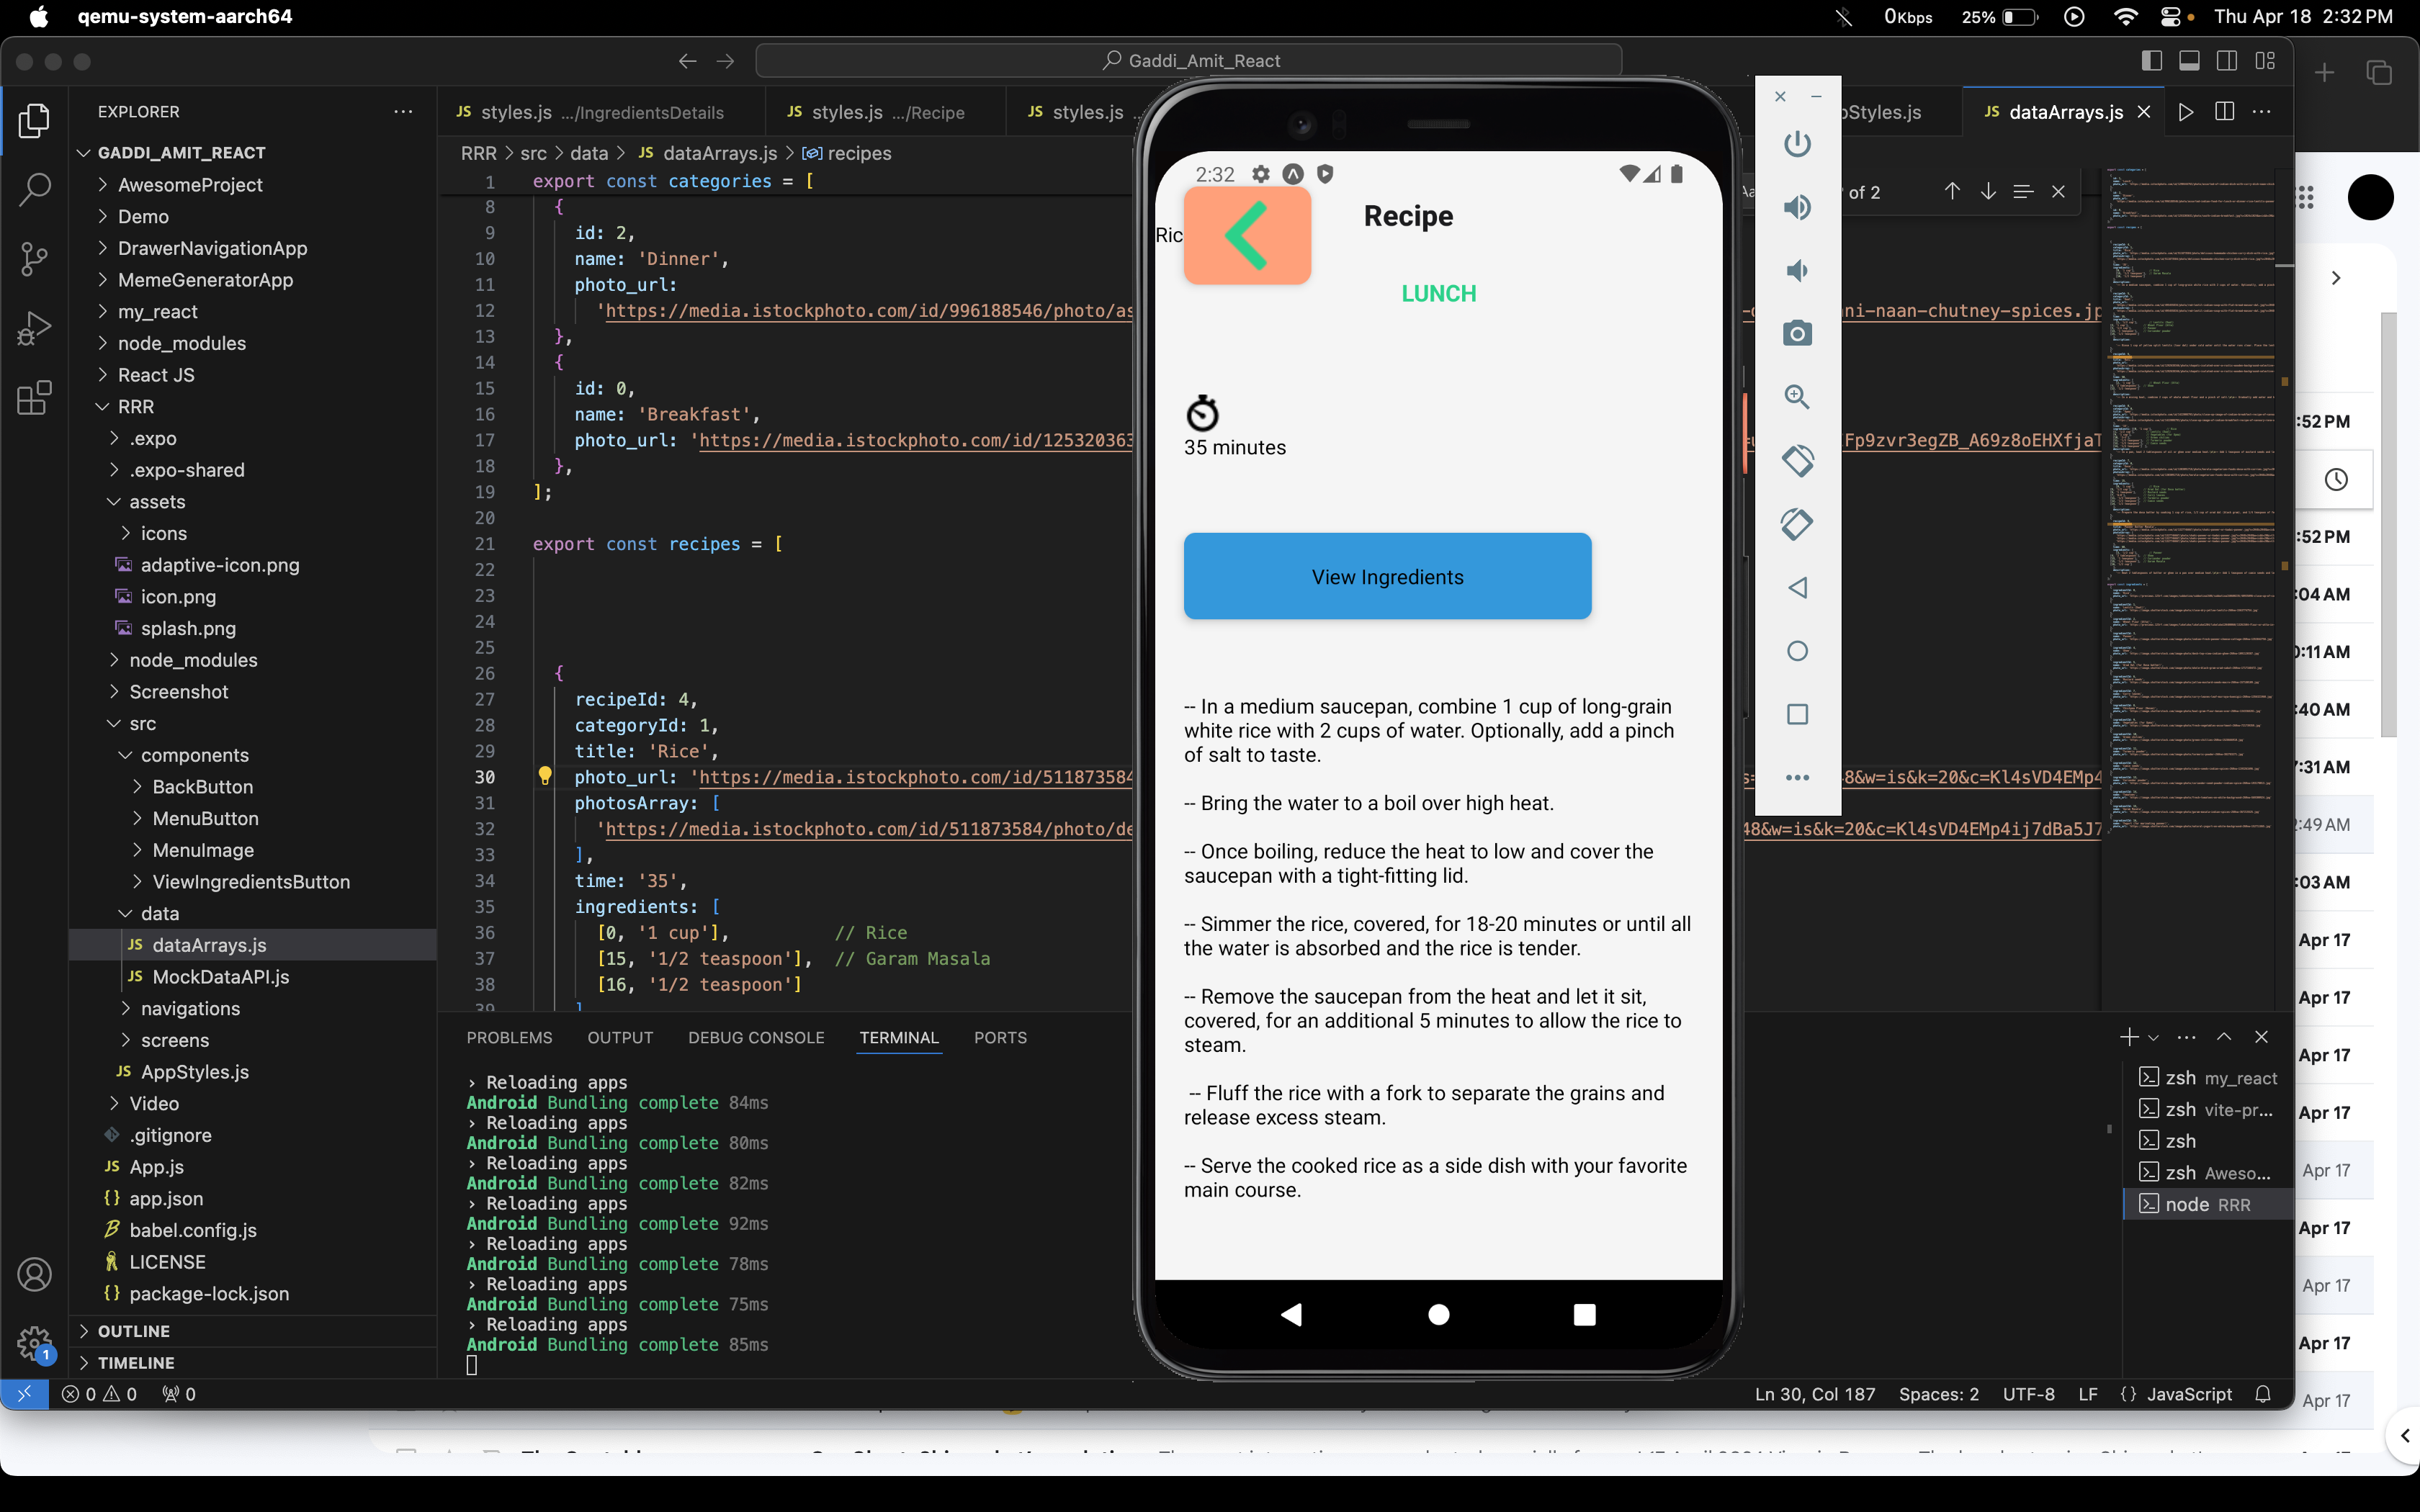 qemu-system-aarch64
0Kbps 25% Thu Apr 18 2:32 PM
Gaddi_Amit_React
EXPLORER
GADDI_AMIT_REACT
AwesomeProject
Demo
DrawerNavigationApp
MemeGeneratorApp
my_react
node_modules
React JS
RRR
.expo
.expo-shared
assets
icons
adaptive-icon.png
icon.png
splash.png
node_modules
Screenshot
src
components
BackButton
MenuButton
MenuImage
ViewIngredientsButton
data
JS dataArrays.js
JS MockDataAPI.js
navigations
screens
JS AppStyles.js
Video
.gitignore
JS App.js
{} app.json
babel.config.js
LICENSE
{} package-lock.json
OUTLINE
TIMELINE
1
JS styles.js .../IngredientsDetails
JS styles.js .../Recipe
JS styles.js
pStyles.js
JS dataArrays.js
RRR > src > data > JS dataArrays.js > recipes
of 2
1 export const categories = [
8 {
9 id: 2,
10 name: 'Dinner',
11 photo_url:
12 'https://media.istockphoto.com/id/996188546/photo/as
ni-naan-chutney-spices.jp
13 },
14 {
15 id: 0,
16 name: 'Breakfast',
17 photo_url: 'https://media.istockphoto.com/id/125320363
Fp9zvr3egZB_A69z8oEHXfjaT
18 },
19 ];
20
21 export const recipes = [
22
23
24
25
26 {
27 recipeId: 4,
28 categoryId: 1,
29 title: 'Rice',
30 photo_url: 'https://media.istockphoto.com/id/511873584
8&w=is&k=20&c=Kl4sVD4EMp4
31 photosArray: [
32 'https://media.istockphoto.com/id/511873584/photo/de
48&w=is&k=20&c=Kl4sVD4EMp4ij7dBa5J7
33 ],
34 time: '35',
35 ingredients: [
36 [0, '1 cup'], // Rice
37 [15, '1/2 teaspoon'], // Garam Masala
38 [16, '1/2 teaspoon']
39 ]
PROBLEMS OUTPUT DEBUG CONSOLE TERMINAL PORTS
› Reloading apps
Android Bundling complete 84ms
› Reloading apps
Android Bundling complete 80ms
› Reloading apps
Android Bundling complete 82ms
› Reloading apps
Android Bundling complete 92ms
› Reloading apps
Android Bundling complete 78ms
› Reloading apps
Android Bundling complete 75ms
› Reloading apps
Android Bundling complete 85ms
zsh my_react
zsh vite-pr...
zsh
zsh Aweso...
node RRR
0 0 0
Ln 30, Col 187 Spaces: 2 UTF-8 LF {} JavaScript
2:32
Ric
Recipe
LUNCH
35 minutes
View Ingredients
-- In a medium saucepan, combine 1 cup of long-grain
white rice with 2 cups of water. Optionally, add a pinch
of salt to taste.
-- Bring the water to a boil over high heat.
-- Once boiling, reduce the heat to low and cover the
saucepan with a tight-fitting lid.
-- Simmer the rice, covered, for 18-20 minutes or until all
the water is absorbed and the rice is tender.
-- Remove the saucepan from the heat and let it sit,
covered, for an additional 5 minutes to allow the rice to
steam.
-- Fluff the rice with a fork to separate the grains and
release excess steam.
-- Serve the cooked rice as a side dish with your favorite
main course.
:52 PM
:52 PM
:04 AM
0:11 AM
:40 AM
7:31 AM
2:49 AM
:03 AM
Apr 17
Apr 17
Apr 17
Apr 17
Apr 17
Apr 17
Apr 17
Apr 17
Apr 17